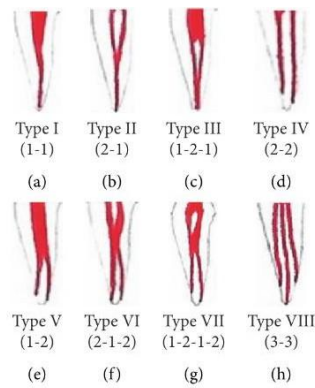 Type I Type II Type III Type IV
(1-1) (2-1) (1-2-1) (2-2)
(a) (b) (c) (d)
Type V Type VI Type VII Type VIII
(1-2) (2-1-2) (1-2-1-2) (3-3)
(e) (f) (g) (h)